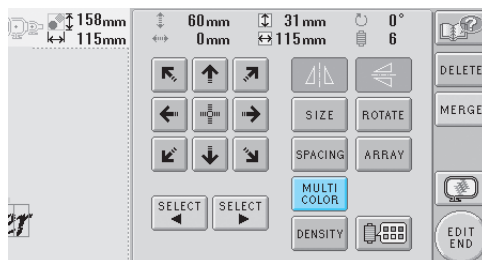 158mm 60mm 31mm 0°
115mm 0mm 115mm 6
DELETE
SIZE ROTATE MERGE
SPACING ARRAY
MULTI
COLOR
SELECT SELECT
DENSITY EDIT
END